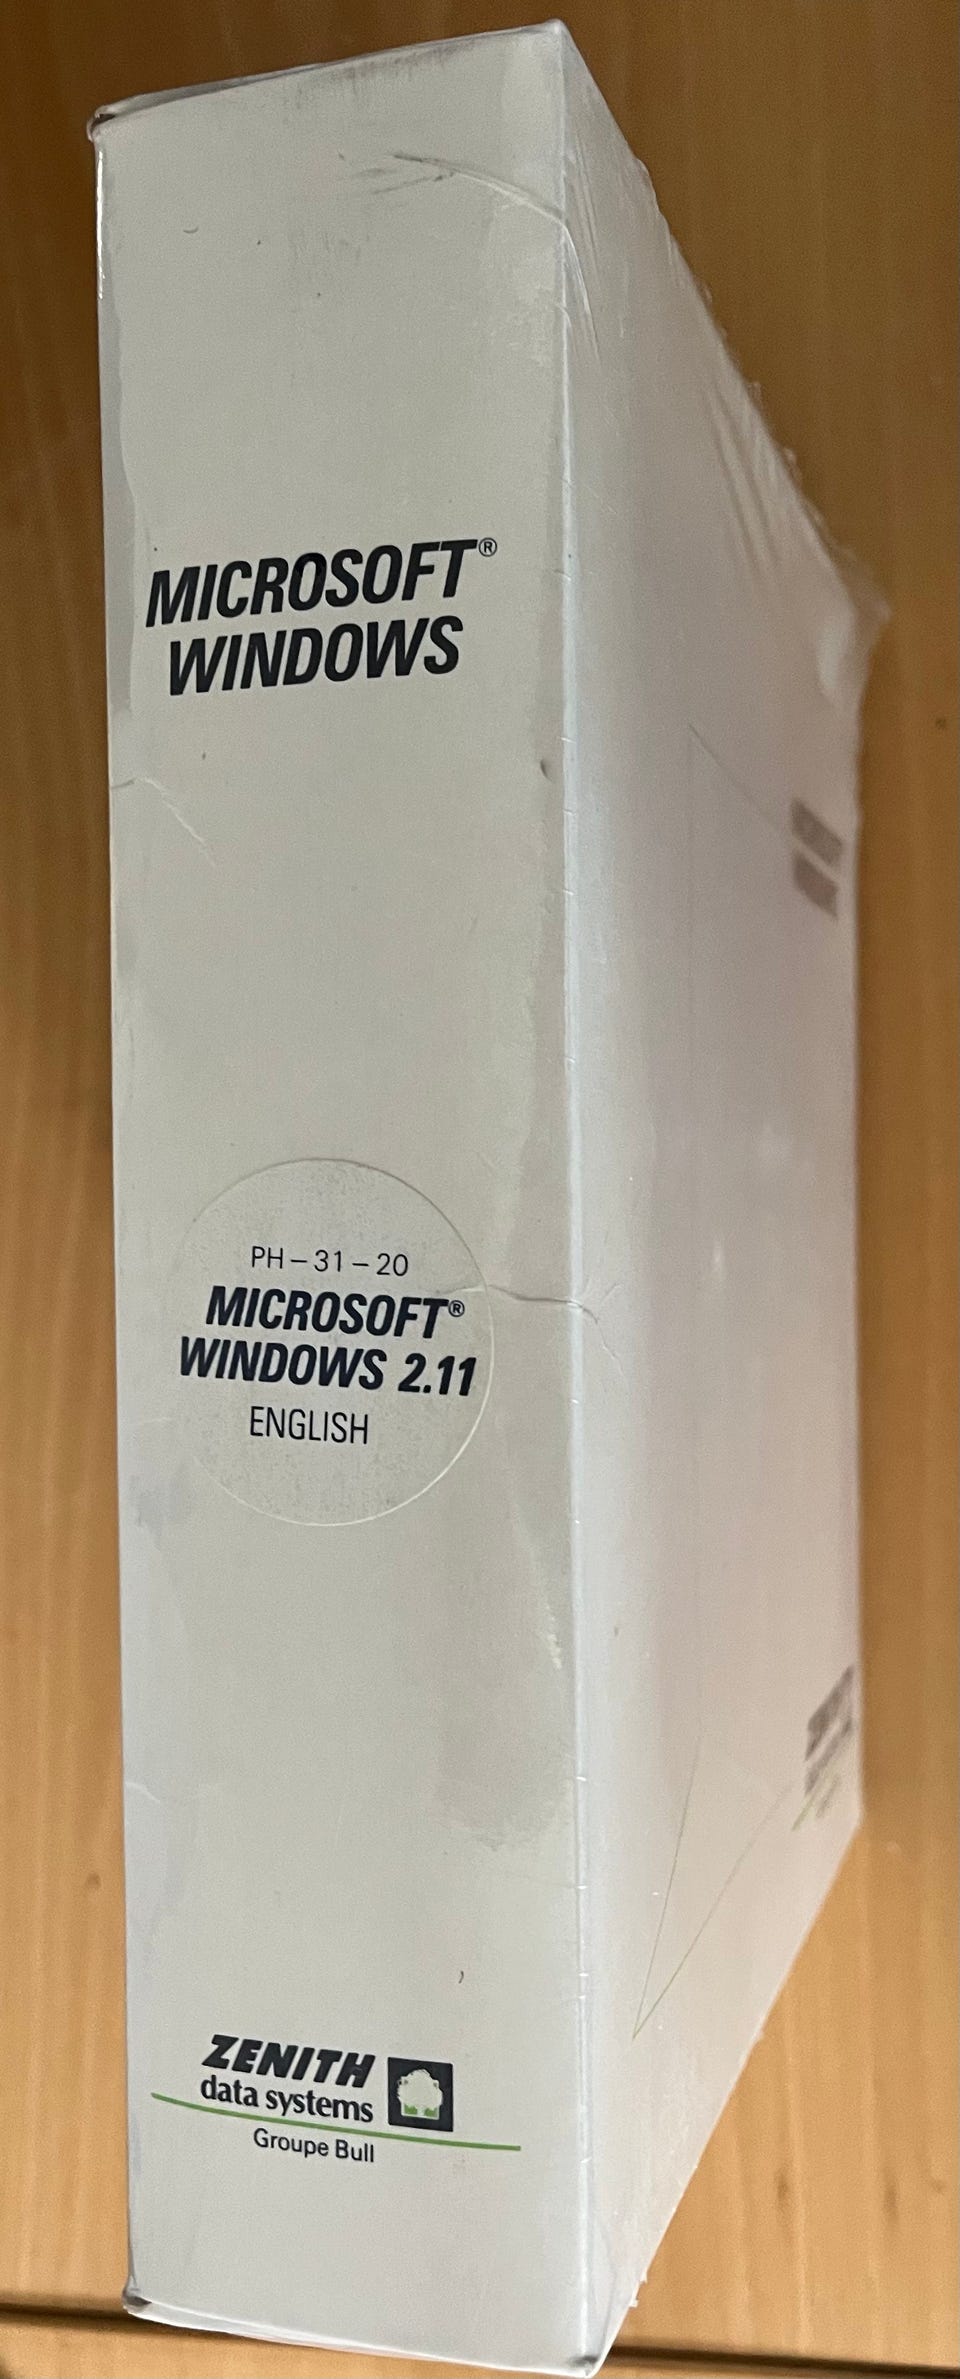 MICROSOFT®
WINDOWS
PH – 31 – 20
MICROSOFT®
WINDOWS 2.11
ENGLISH
ZENITH
data systems
Groupe Bull